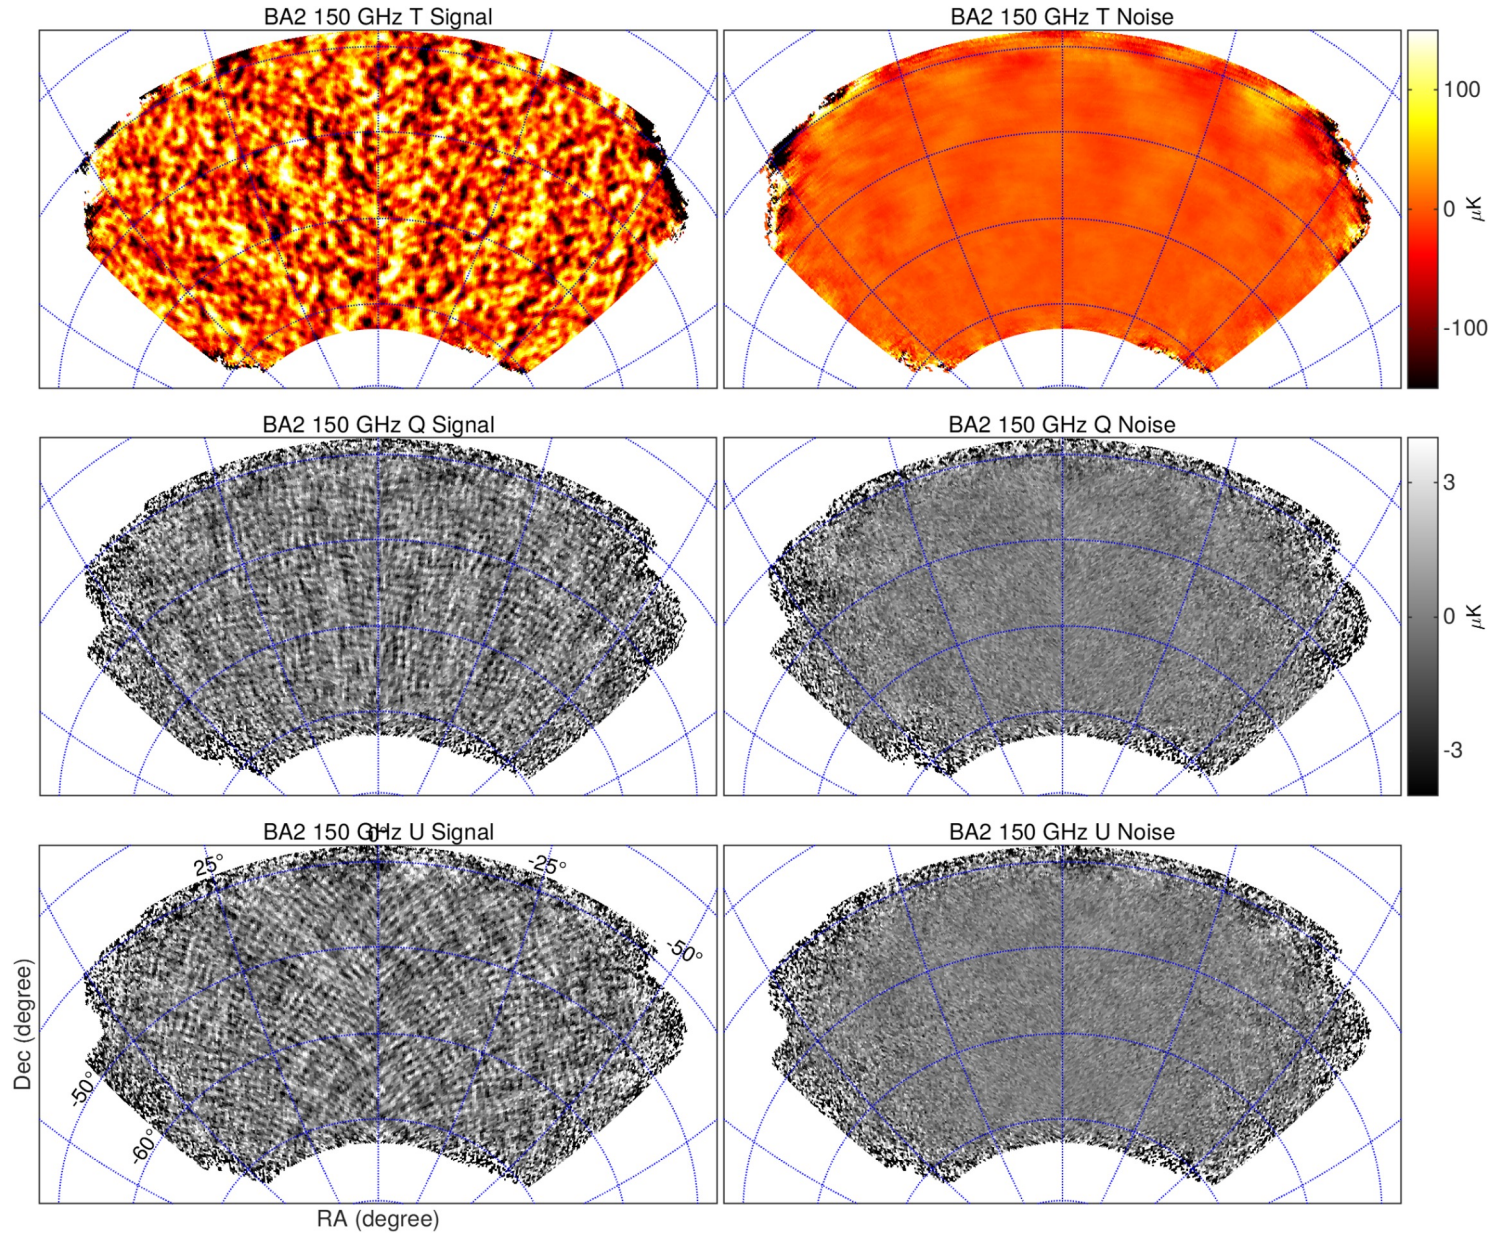 BA2 150 GHz T Signal
BA2 150 GHz T Noise
100
0
-100
μK
BA2 150 GHz Q Signal
BA2 150 GHz Q Noise
3
0
-3
μK
BA2 150 GHz U Signal
BA2 150 GHz U Noise
0°
25°
-25°
-50°
-50°
-60°
Dec (degree)
RA (degree)